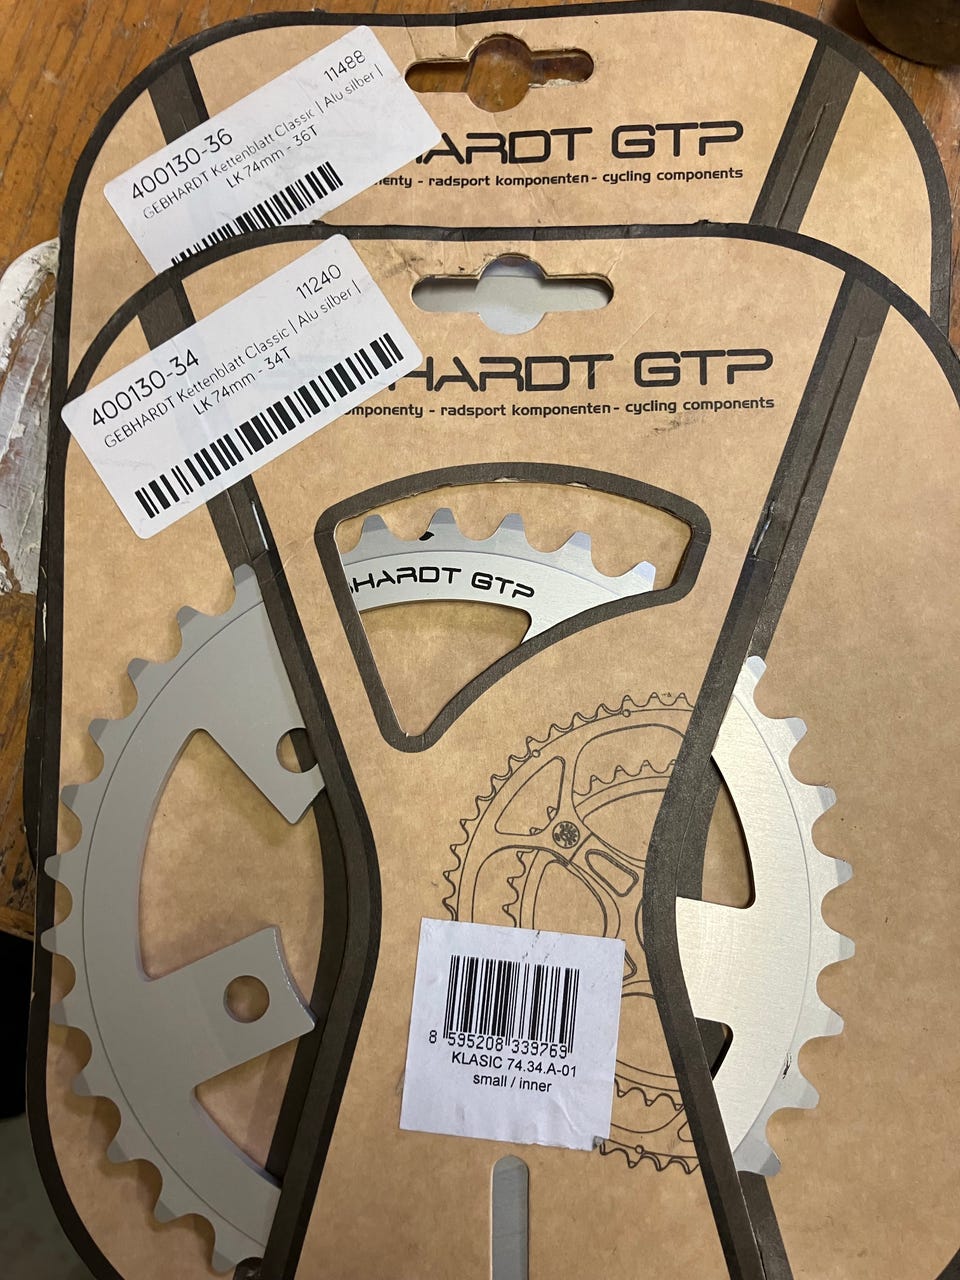 11488
400130-36
GEBHARDT Kettenblatt Classic | Alu silber |
LK 74mm - 36T
HARDT GTP
- radsport komponenten - cycling components
11240
400130-34
GEBHARDT Kettenblatt Classic | Alu silber |
LK 74mm - 34T
HARDT GTP
omponenty - radsport komponenten - cycling components
HARDT GTP
8 595208 339769
KLASIC 74.34.A-01
small / inner